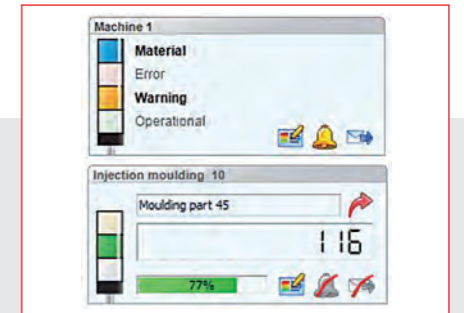 Machine 1
Material
Error
Warning
Operational
Injection moulding 10
Moulding part 45
116
77%